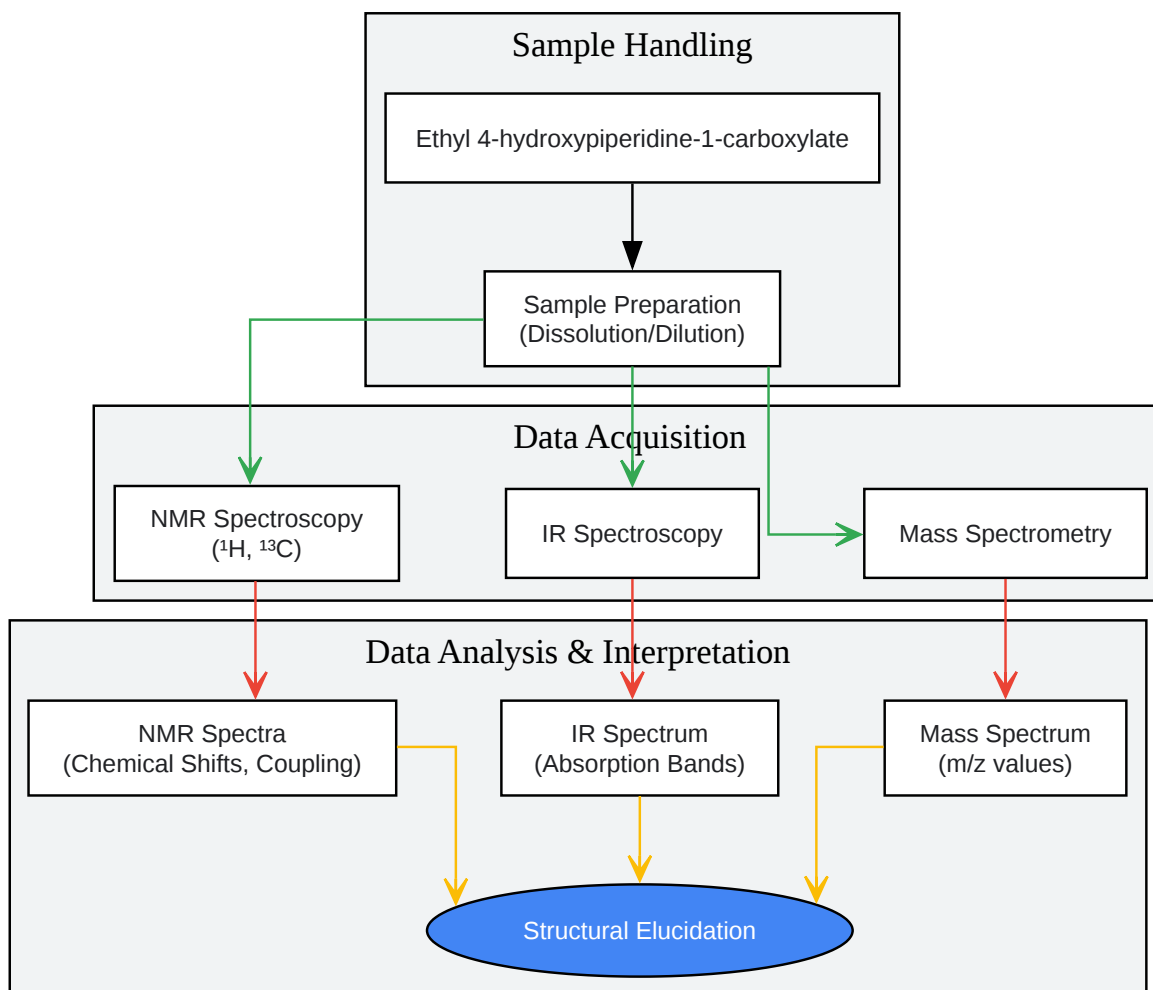 Sample Handling
Ethyl 4-hydroxypiperidine-1-carboxylate
Sample Preparation
(Dissolution/Dilution)
Data Acquisition
NMR Spectroscopy
(¹H, ¹³C)
IR Spectroscopy
Mass Spectrometry
Data Analysis & Interpretation
NMR Spectra
(Chemical Shifts, Coupling)
IR Spectrum
(Absorption Bands)
Mass Spectrum
(m/z values)
Structural Elucidation